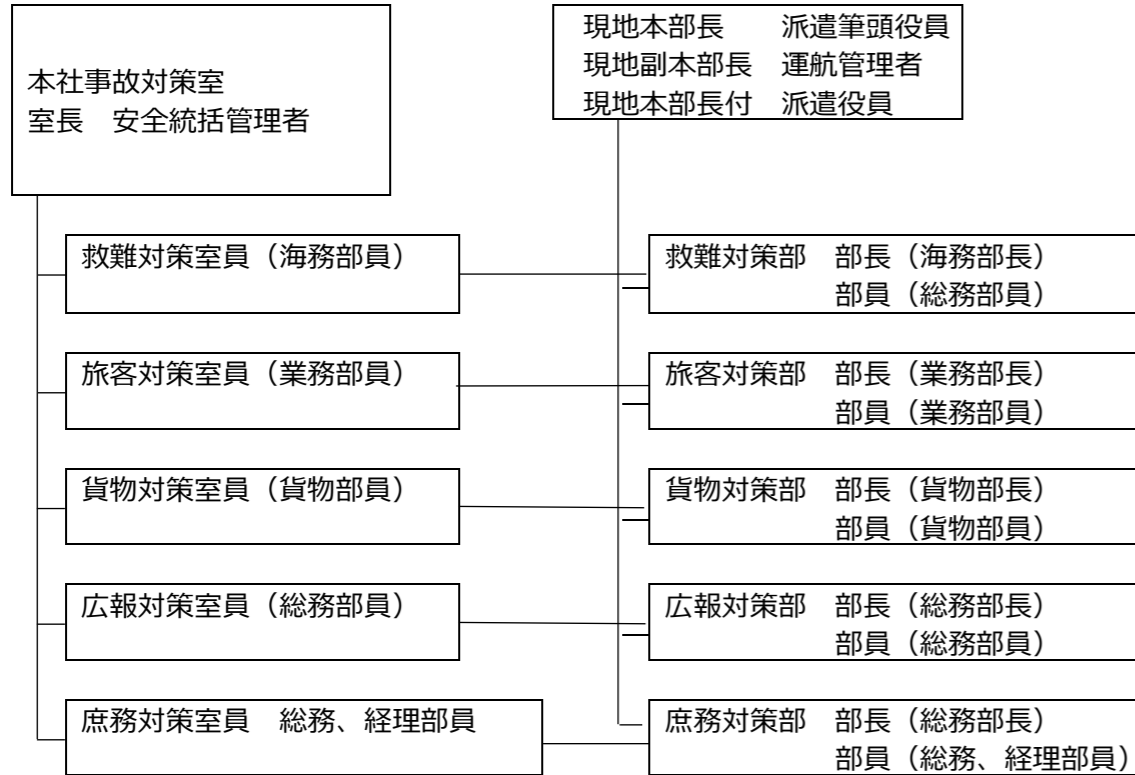 本社事故対策室
室長　安全統括管理者
現地本部長　　派遣筆頭役員
現地副本部長　運航管理者
現地本部長付　派遣役員
救難対策室員（海務部員）
救難対策部　部長（海務部長）
部員（総務部員）
旅客対策室員（業務部員）
旅客対策部　部長（業務部長）
部員（業務部員）
貨物対策室員（貨物部員）
貨物対策部　部長（貨物部長）
部員（貨物部員）
広報対策室員（総務部員）
広報対策部　部長（総務部長）
部員（総務部員）
庶務対策室員　総務、経理部員
庶務対策部　部長（総務部長）
部員（総務、経理部員）